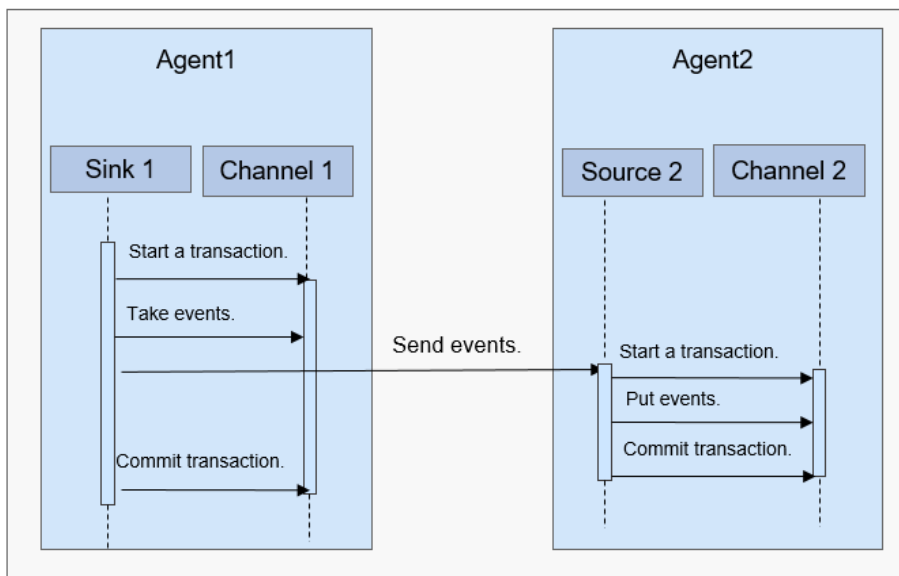 Agent1
Agent2
Sink 1
Channel 1
Source 2
Channel 2
Start a transaction.
Take events.
Send events.
Start a transaction.
Put events.
Commit transaction.
Commit transaction.